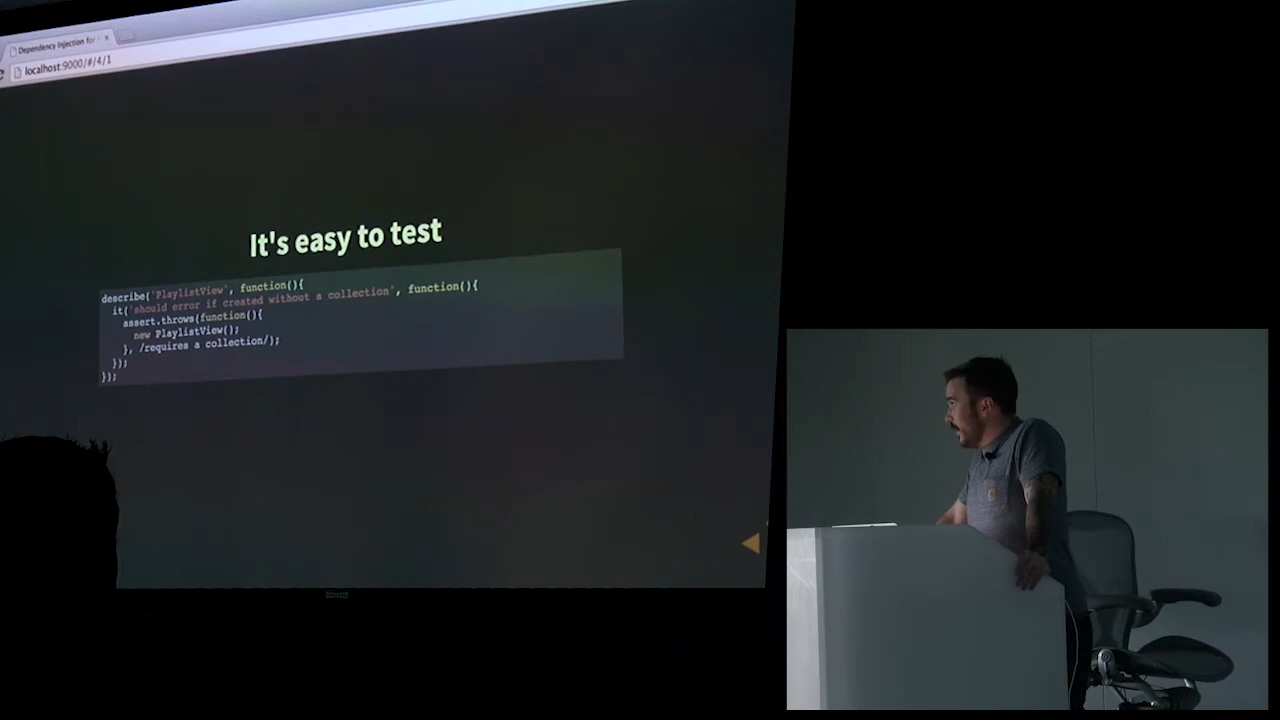 Dependency Injection for
localhost:9000/#/4/1
It's easy to test
describe('PlaylistView', function(){
it('should error if created without a collection', function(){
assert.throws(function(){
new PlaylistView();
}, /requires a collection/);
});
});